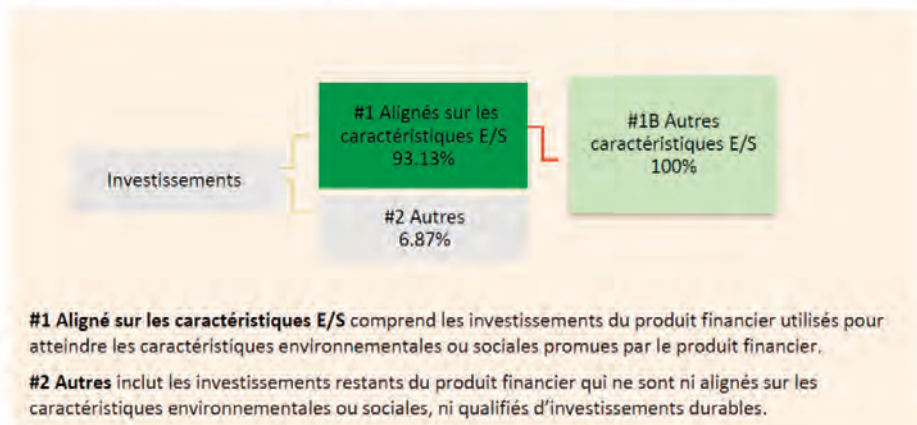 #1 Alignés sur les
caractéristiques E/S
93.13%
#1B Autres
caractéristiques E/S
100%
Investissements
#2 Autres
6.87%
#1 Aligné sur les caractéristiques E/S comprend les investissements du produit financier utilisés pour
atteindre les caractéristiques environnementales ou sociales promues par le produit financier.
#2 Autres inclut les investissements restants du produit financier qui ne sont ni alignés sur les
caractéristiques environnementales ou sociales, ni qualifiés d'investissements durables.